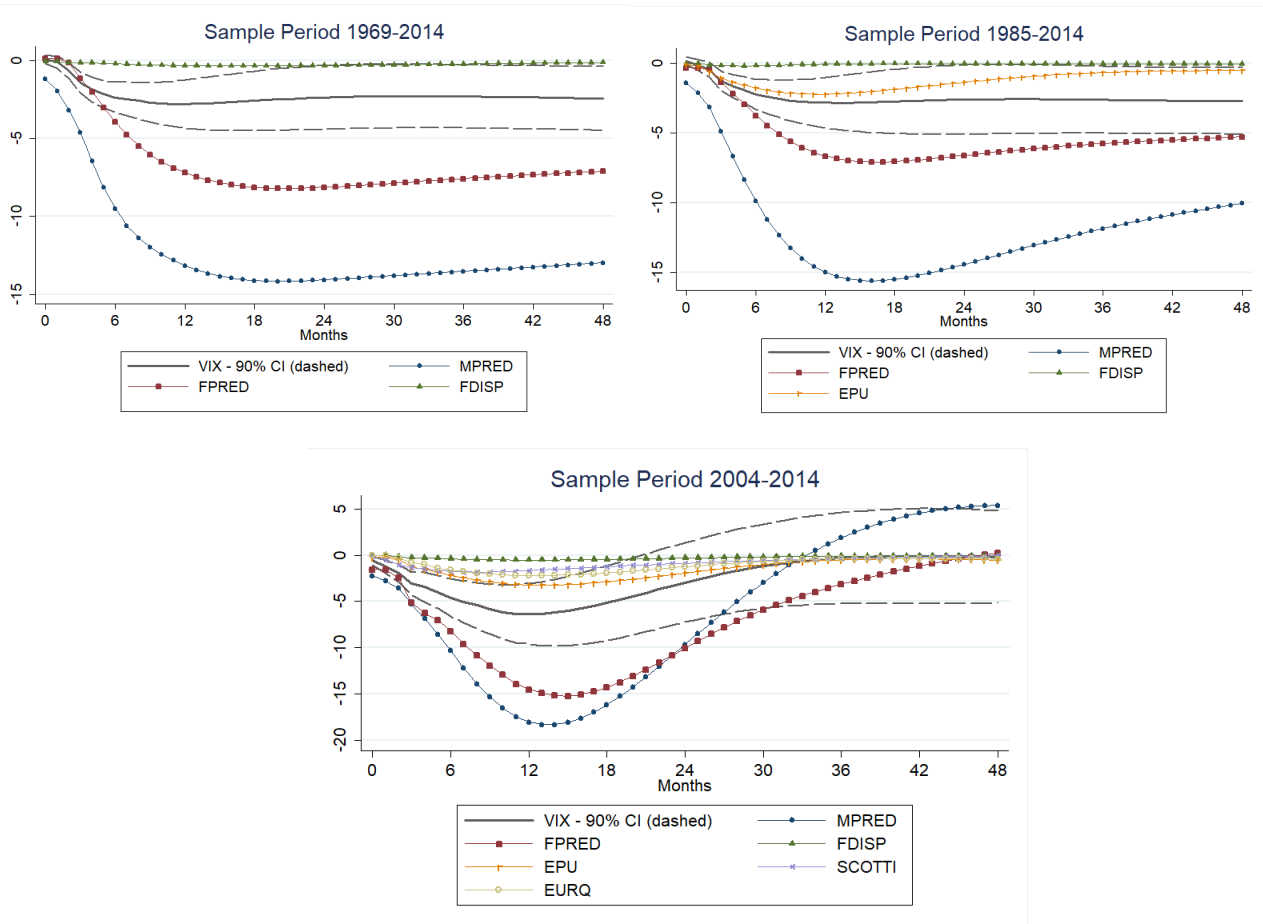 Sample Period 1969-2014
0
-5
-10
-15
0 6 12 18 24 30 36 42 48
Months
VIX - 90% CI (dashed) MPRED
FPRED FDISP
Sample Period 1985-2014
0
-5
-10
-15
0 6 12 18 24 30 36 42 48
Months
VIX - 90% CI (dashed) MPRED
FPRED FDISP
EPU
Sample Period 2004-2014
5
0
-5
-10
-15
-20
0 6 12 18 24 30 36 42 48
Months
VIX - 90% CI (dashed) MPRED
FPRED FDISP
EPU SCOTTI
EURQ